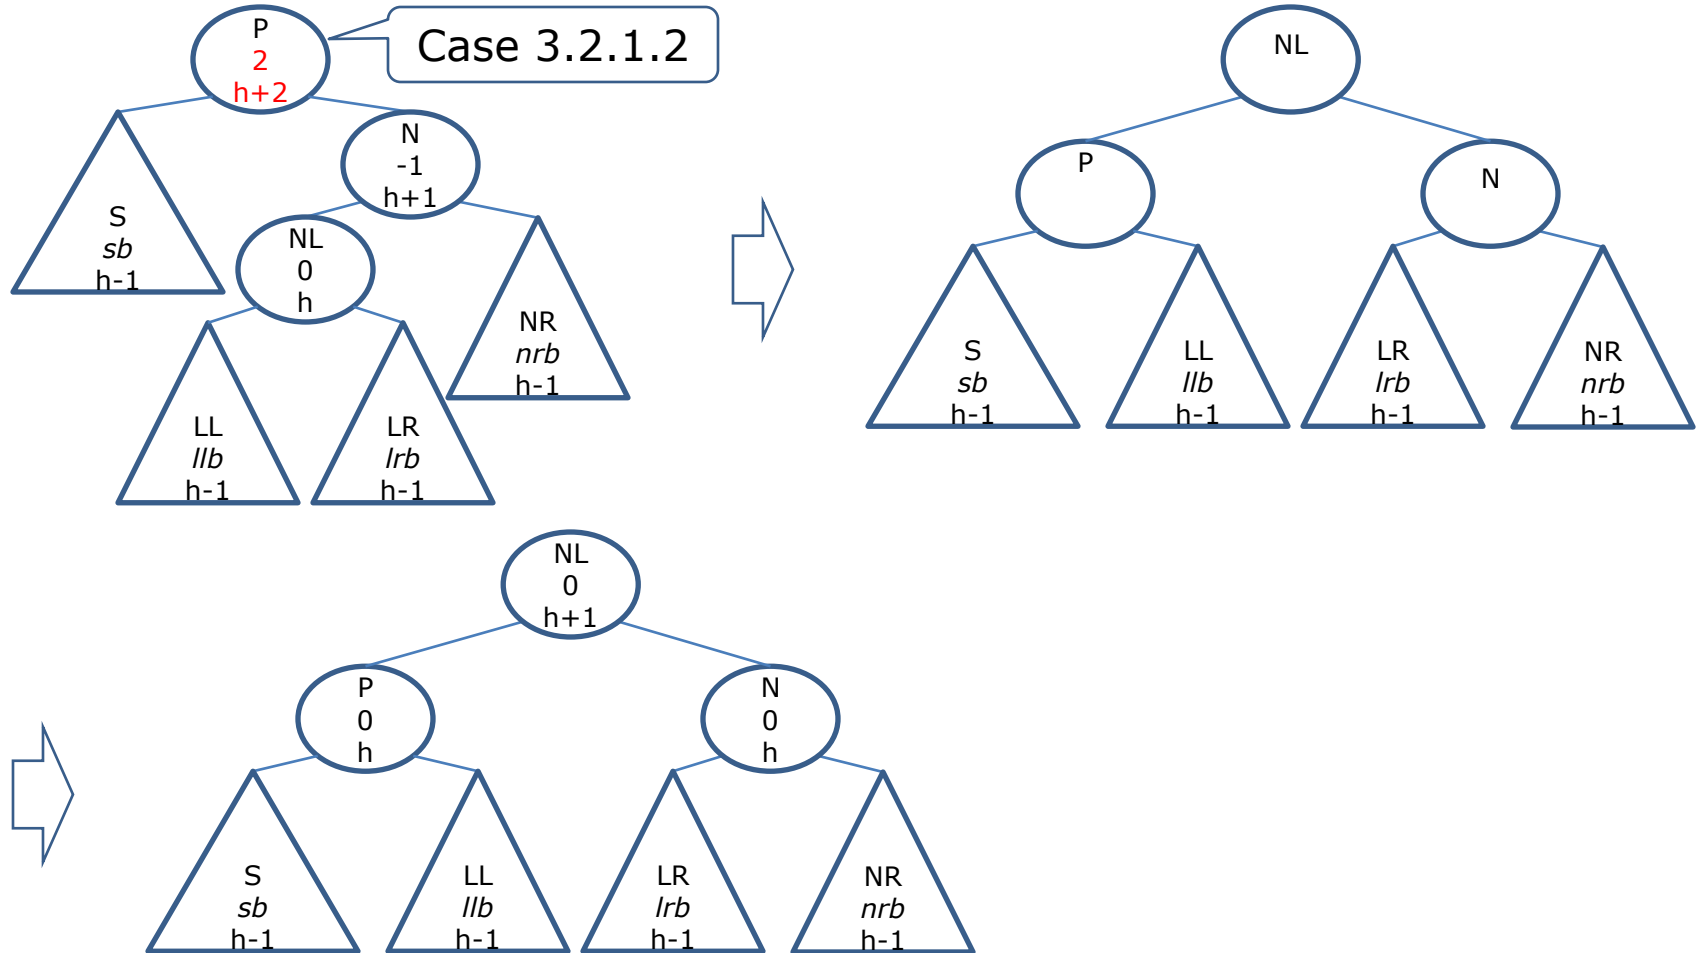 P
2
h+2
Case 3.2.1.2
N
-1
h+1
S
sb
h-1
NL
0
h
NR
nrb
h-1
LL
llb
h-1
LR
lrb
h-1
NL
P
N
S
sb
h-1
LL
llb
h-1
LR
lrb
h-1
NR
nrb
h-1
NL
0
h+1
P
0
h
N
0
h
S
sb
h-1
LL
llb
h-1
LR
lrb
h-1
NR
nrb
h-1